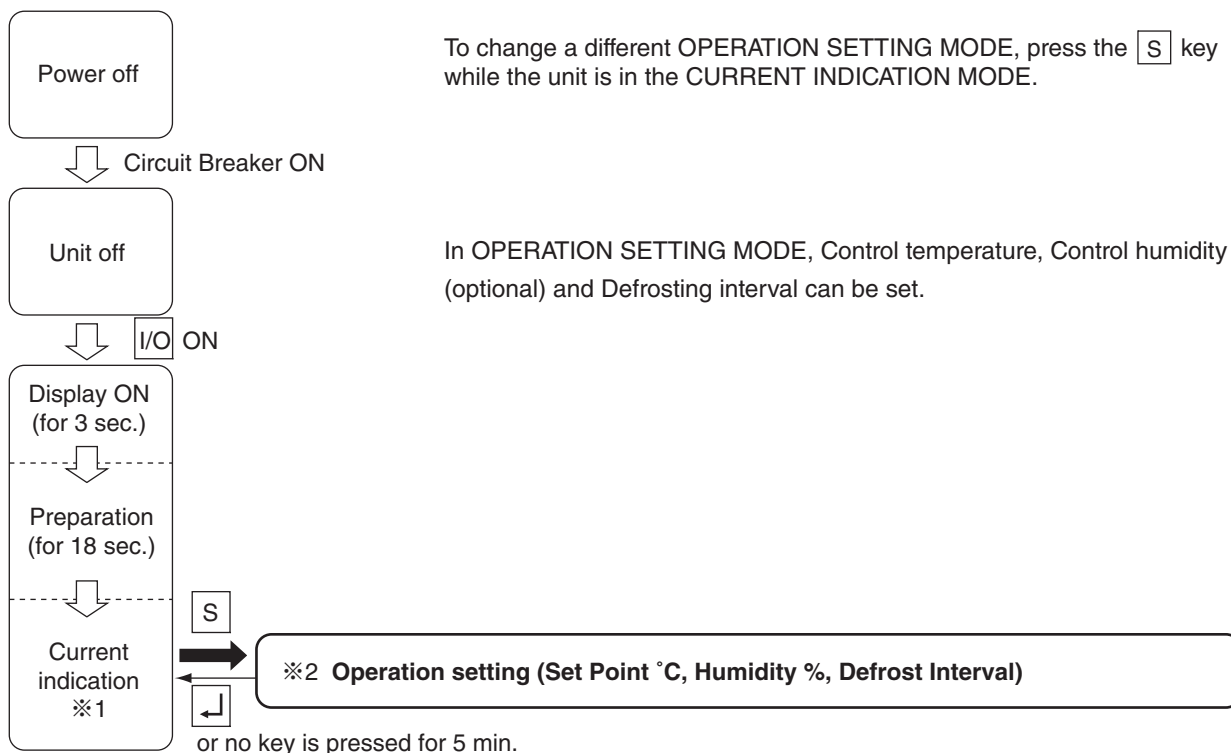 Power off
To change a different OPERATION SETTING MODE, press the S key
while the unit is in the CURRENT INDICATION MODE.
Circuit Breaker ON
Unit off
In OPERATION SETTING MODE, Control temperature, Control humidity
(optional) and Defrosting interval can be set.
I/O ON
Display ON
(for 3 sec.)
Preparation
(for 18 sec.)
S
Current
indication
※1
※2 Operation setting (Set Point ˚C, Humidity %, Defrost Interval)
↵
or no key is pressed for 5 min.